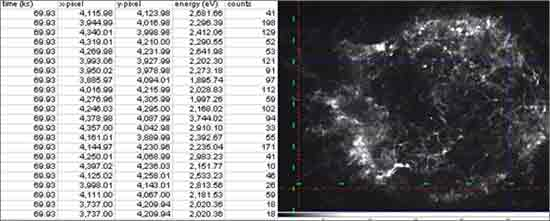 time (ks) x-pixel y-pixel energy (eV) counts
69.93 4,115.98 4,123.98 2,681.66 41
69.93 3,944.99 4,016.98 2,296.39 198
69.93 4,340.01 3,998.98 2,412.06 129
69.93 4,319.01 4,210.00 2,290.55 52
69.93 4,269.98 4,231.99 2,641.98 53
69.93 3,993.06 3,927.99 2,202.30 121
69.93 3,950.02 3,978.98 2,273.18 91
69.93 3,885.97 4,094.01 1,895.74 97
69.93 4,016.99 4,215.99 2,028.83 112
69.93 4,276.96 4,305.99 1,997.26 59
69.93 4,246.03 4,295.00 2,168.02 102
69.93 4,378.98 4,087.99 3,744.02 94
69.93 4,357.00 4,042.98 2,910.10 33
69.93 4,161.01 3,889.99 2,392.67 55
69.93 4,144.97 4,230.96 2,235.04 171
69.93 4,250.01 4,068.99 2,983.23 41
69.93 4,397.02 4,236.03 2,151.77 10
69.93 4,125.02 4,258.01 2,533.23 46
69.93 3,998.01 4,143.01 2,813.56 26
69.93 4,111.00 4,067.00 2,181.53 59
69.93 3,737.00 4,209.94 2,020.36 18
69.93 3,737.00 4,209.94 2,020.36 18